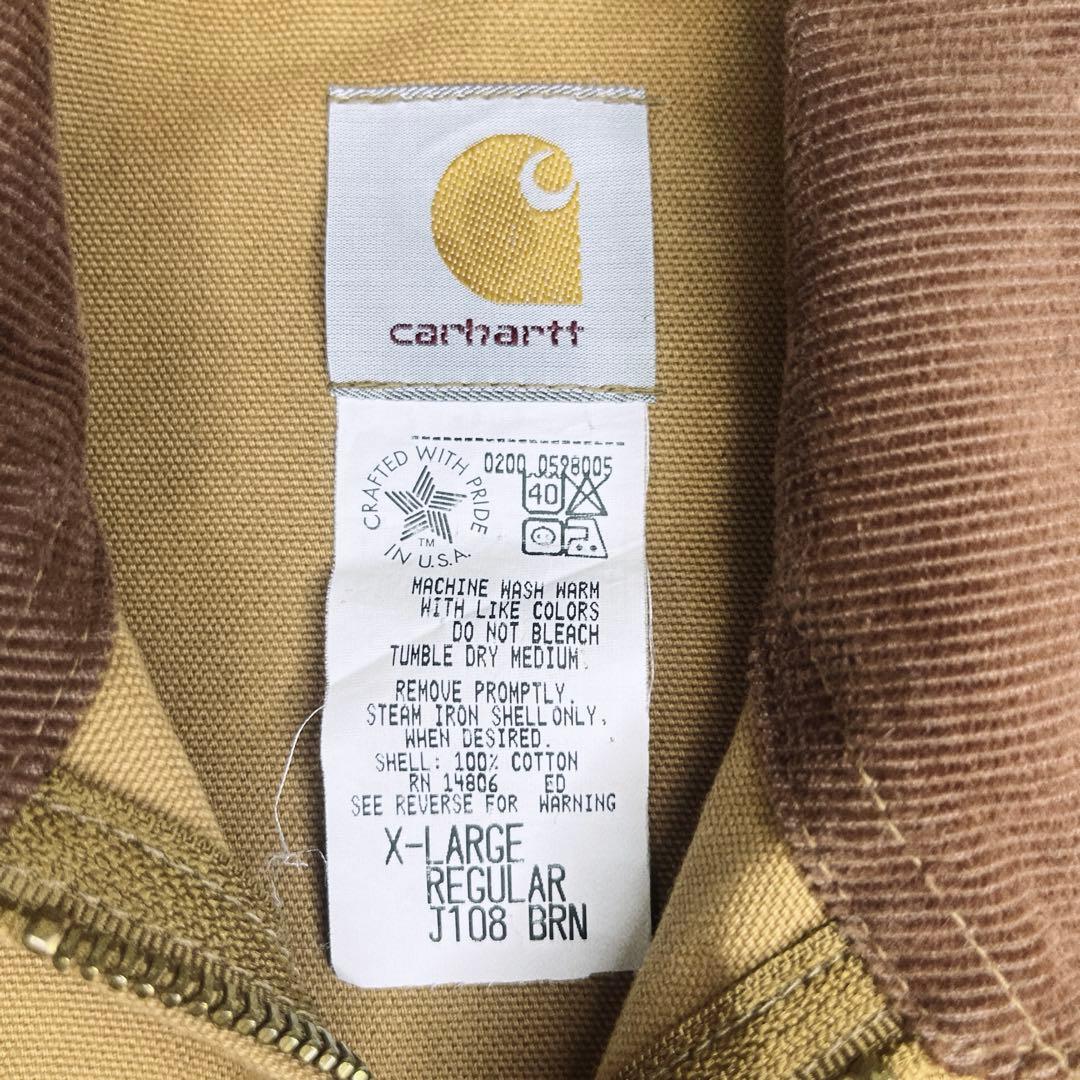 carhartt
CRAFTED WITH PRIDE
TM
IN U.S.A.
0200 0598005
40
MACHINE WASH WARM
WITH LIKE COLORS
DO NOT BLEACH
TUMBLE DRY MEDIUM.
REMOVE PROMPTLY.
STEAM IRON SHELL ONLY,
WHEN DESIRED.
SHELL: 100% COTTON
RN 14806 ED
SEE REVERSE FOR WARNING
X-LARGE
REGULAR
J108 BRN